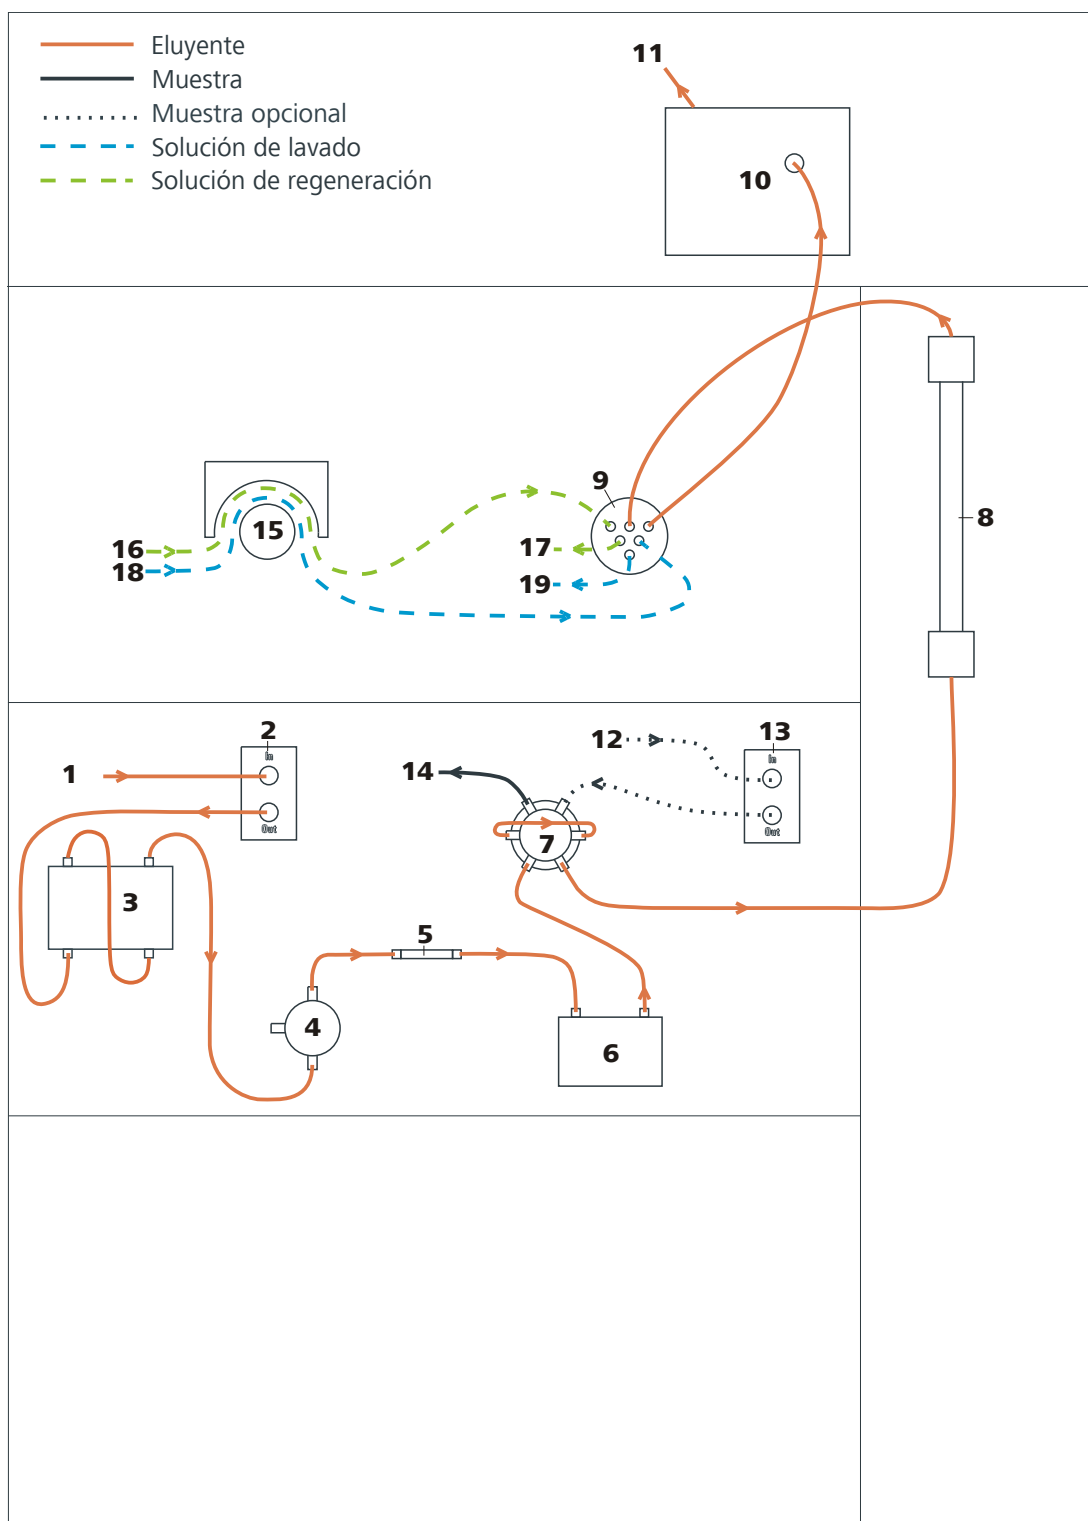 Eluyente
Muestra
Muestra opcional
Solución de lavado
Solución de regeneración
11
10
9
8
15
16
18
17
19
2
In
1
Out
12
13
In
14
Out
7
3
5
4
6